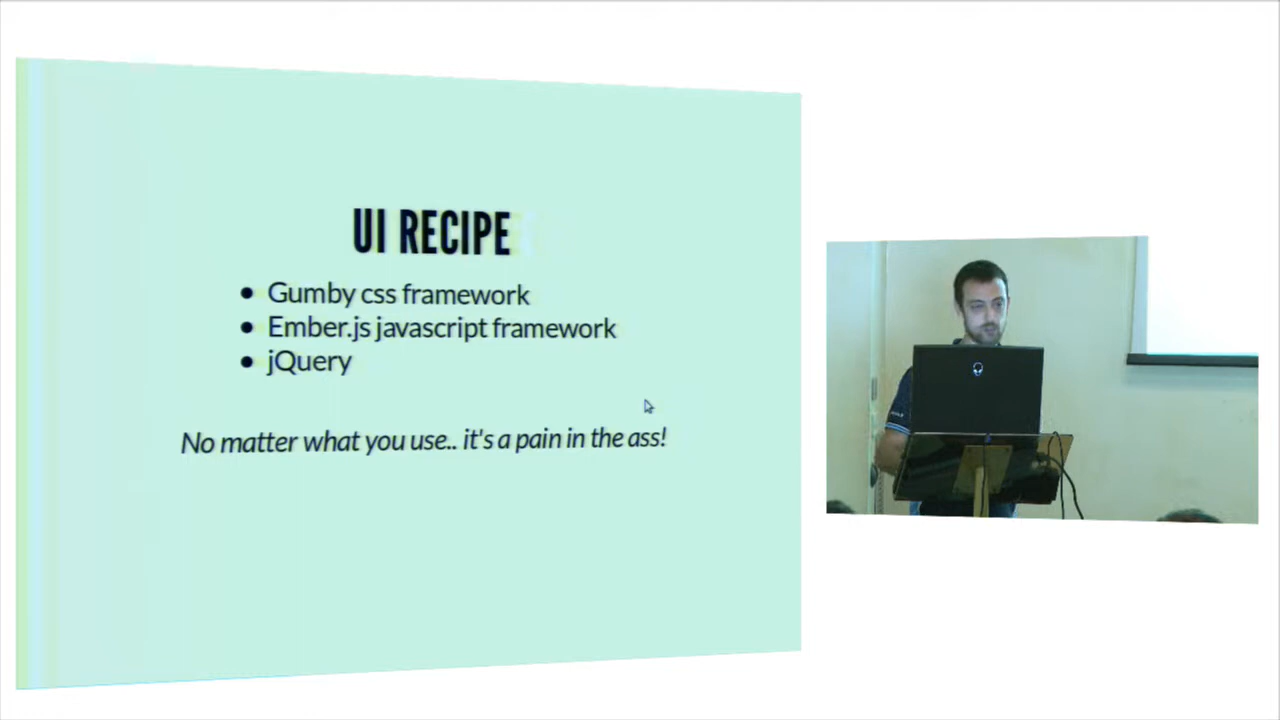 UI RECIPE
Gumby css framework
Ember.js javascript framework
jQuery
No matter what you use.. it's a pain in the ass!